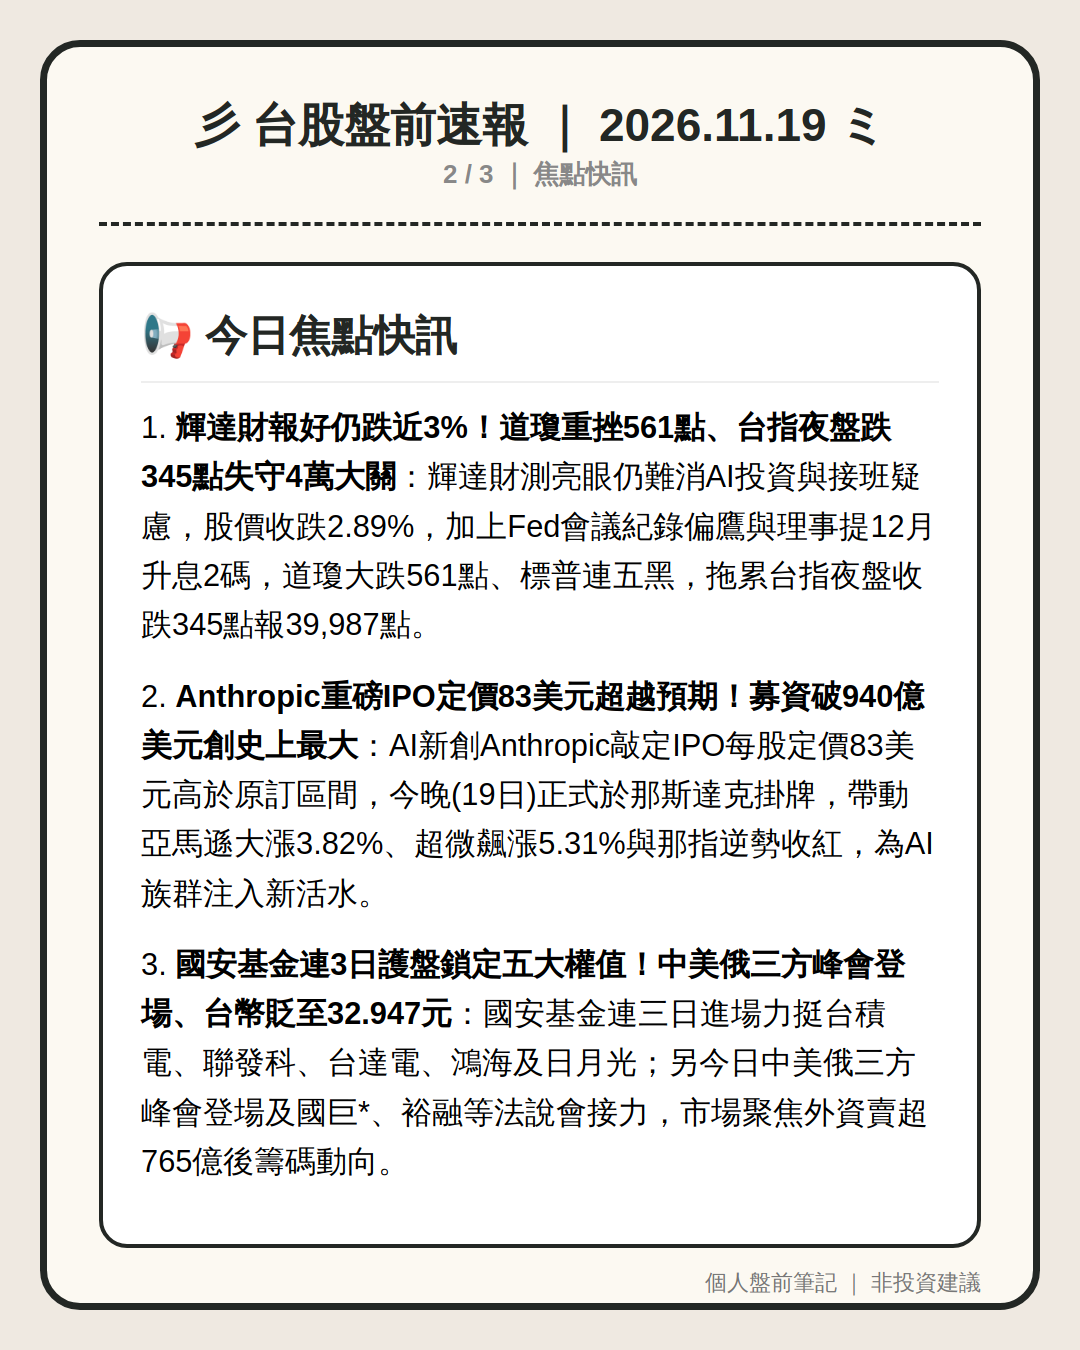 彡 台股盤前速報 ｜ 2026.11.19 ミ
2 / 3 ｜ 焦點快訊
📢 今日焦點快訊
1. 輝達財報好仍跌近3%！道瓊重挫561點、台指夜盤跌
345點失守4萬大關：輝達財測亮眼仍難消AI投資與接班疑
慮，股價收跌2.89%，加上Fed會議紀錄偏鷹與理事提12月
升息2碼，道瓊大跌561點、標普連五黑，拖累台指夜盤收
跌345點報39,987點。
2. Anthropic重磅IPO定價83美元超越預期！募資破940億
美元創史上最大：AI新創Anthropic敲定IPO每股定價83美
元高於原訂區間，今晚(19日)正式於那斯達克掛牌，帶動
亞馬遜大漲3.82%、超微飆漲5.31%與那指逆勢收紅，為AI
族群注入新活水。
3. 國安基金連3日護盤鎖定五大權值！中美俄三方峰會登
場、台幣貶至32.947元：國安基金連三日進場力挺台積
電、聯發科、台達電、鴻海及日月光；另今日中美俄三方
峰會登場及國巨*、裕融等法說會接力，市場聚焦外資賣超
765億後籌碼動向。
個人盤前筆記 ｜ 非投資建議